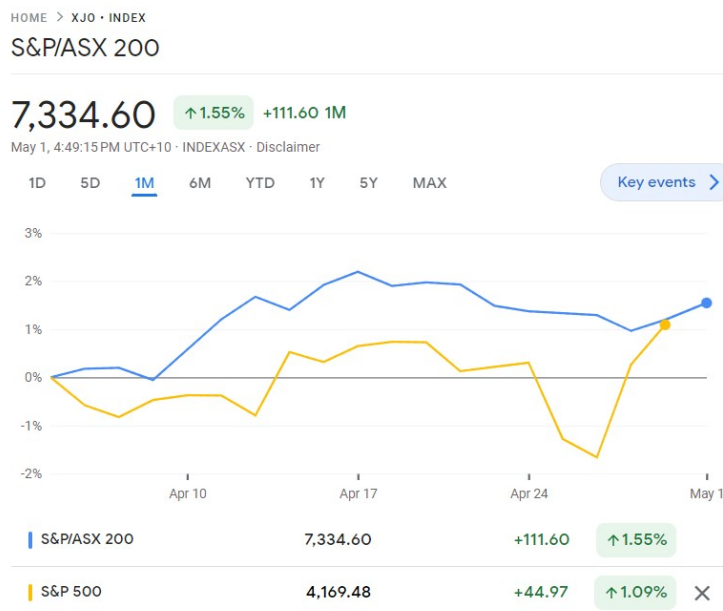 HOME > XJO • INDEX
S&P/ASX 200
7,334.60 ↑1.55% +111.60 1M
May 1, 4:49:15 PM UTC+10 · INDEXASX · Disclaimer
1D 5D 1M 6M YTD 1Y 5Y MAX Key events >
3%
2%
1%
0%
-1%
-2%
Apr 10 Apr 17 Apr 24 May 1
S&P/ASX 200 7,334.60 +111.60 ↑1.55%
S&P 500 4,169.48 +44.97 ↑1.09% ✕